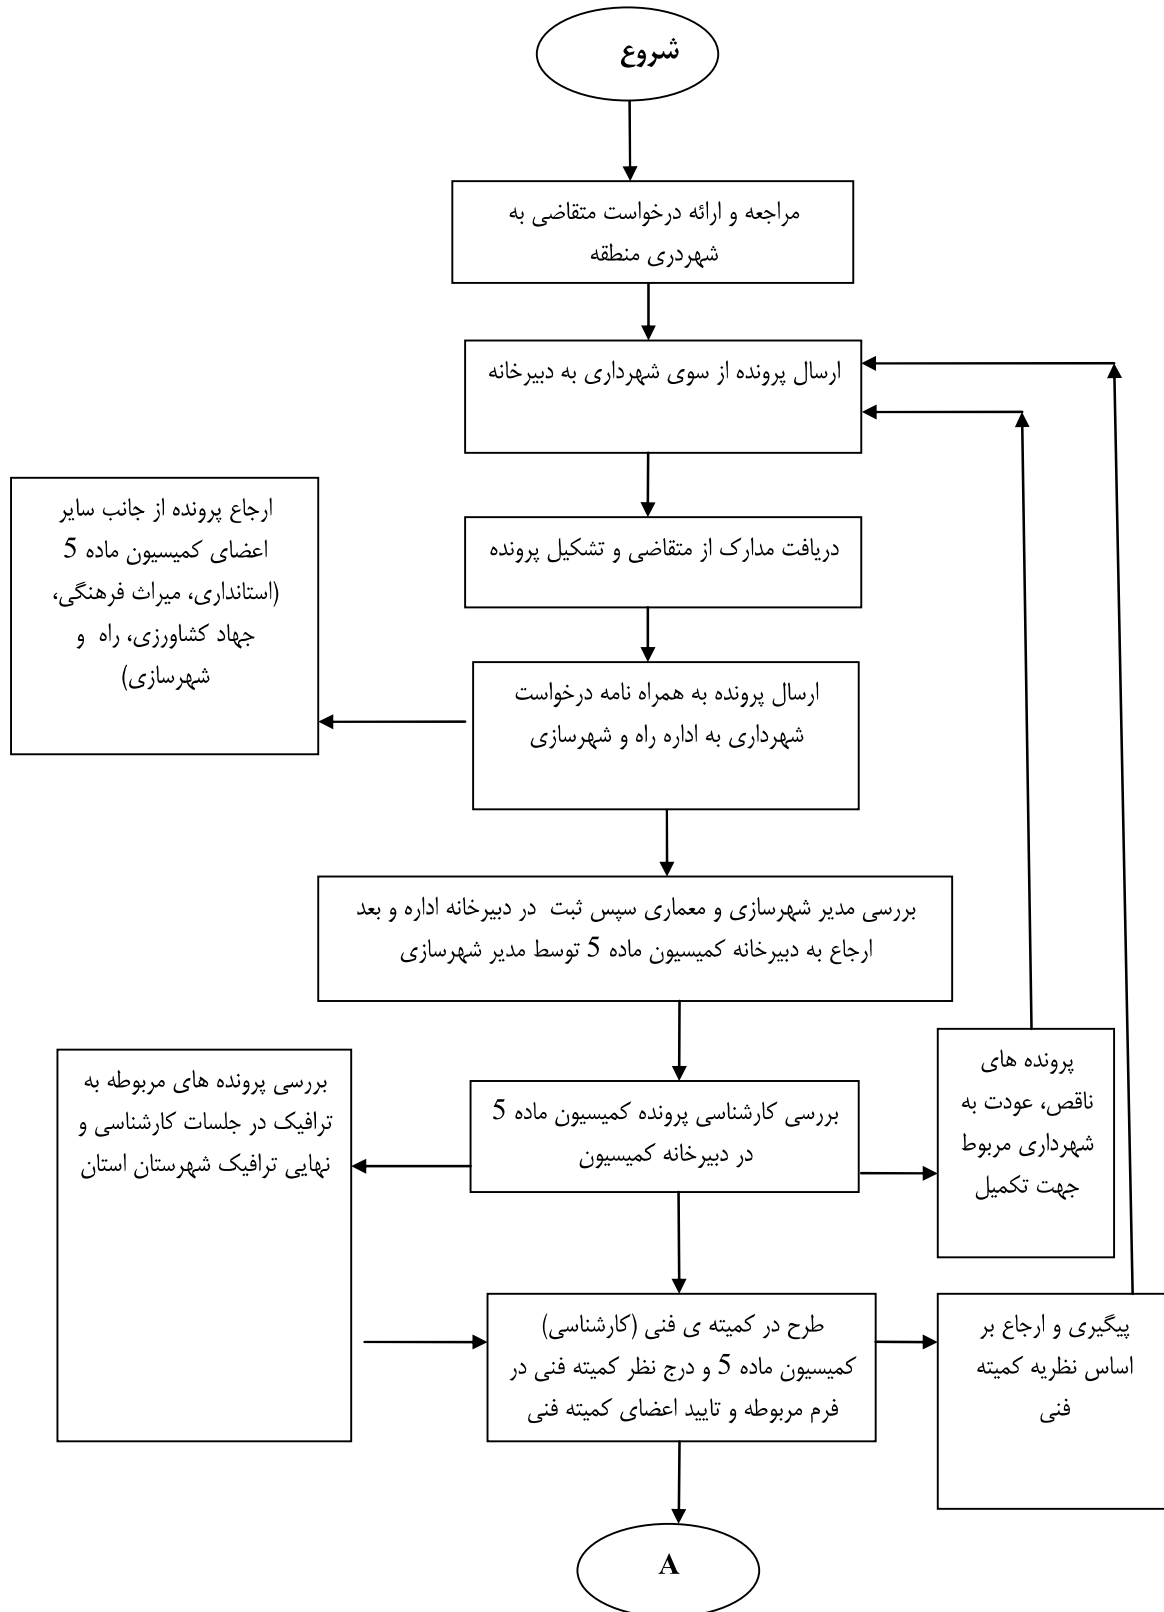 شروع
مراجعه و ارائه درخواست متقاضی به
شهردری منطقه
ارسال پرونده از سوی شهرداری به دبیرخانه
دریافت مدارک از متقاضی و تشکیل پرونده
ارسال پرونده به همراه نامه درخواست
شهرداری به اداره راه و شهرسازی
ارجاع پرونده از جانب سایر
اعضای کمیسیون ماده 5
(استانداری، میراث فرهنگی،
جهاد کشاورزی، راه و
شهرسازی)
بررسی مدیر شهرسازی و معماری سپس ثبت در دبیرخانه اداره و بعد
ارجاع به دبیرخانه کمیسیون ماده 5 توسط مدیر شهرسازی
بررسی کارشناسی پرونده کمیسیون ماده 5
در دبیرخانه کمیسیون
پرونده های
ناقص، عودت به
شهرداری مربوط
جهت تکمیل
بررسی پرونده های مربوطه به
ترافیک در جلسات کارشناسی و
نهایی ترافیک شهرستان استان
طرح در کمیته ی فنی (کارشناسی)
کمیسیون ماده 5 و درج نظر کمیته فنی در
فرم مربوطه و تایید اعضای کمیته فنی
پیگیری و ارجاع بر
اساس نظریه کمیته
فنی
A